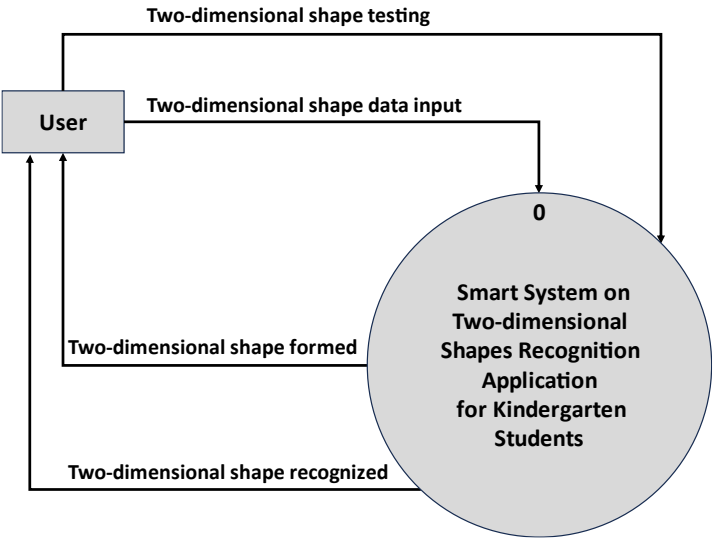 Two-dimensional shape testing
Two-dimensional shape data input
User
0
Smart System on
Two-dimensional
Shapes Recognition
Application
for Kindergarten
Students
Two-dimensional shape formed
Two-dimensional shape recognized